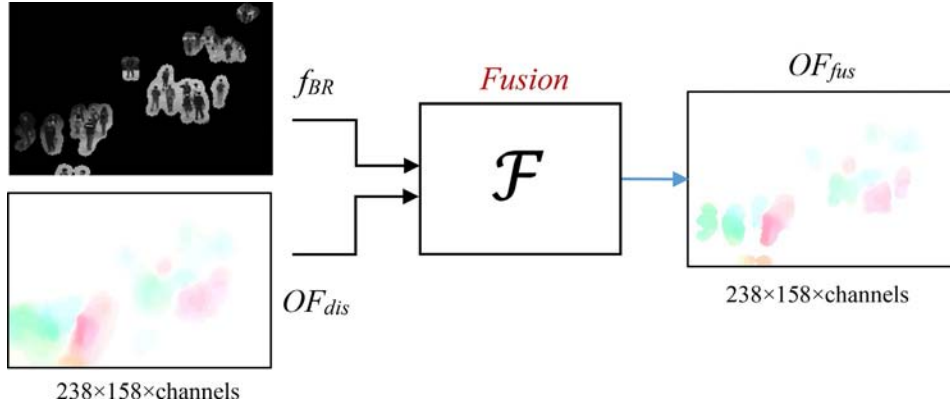 f_BR
Fusion
OF_fus
ℱ
OF_dis
238×158×channels
238×158×channels